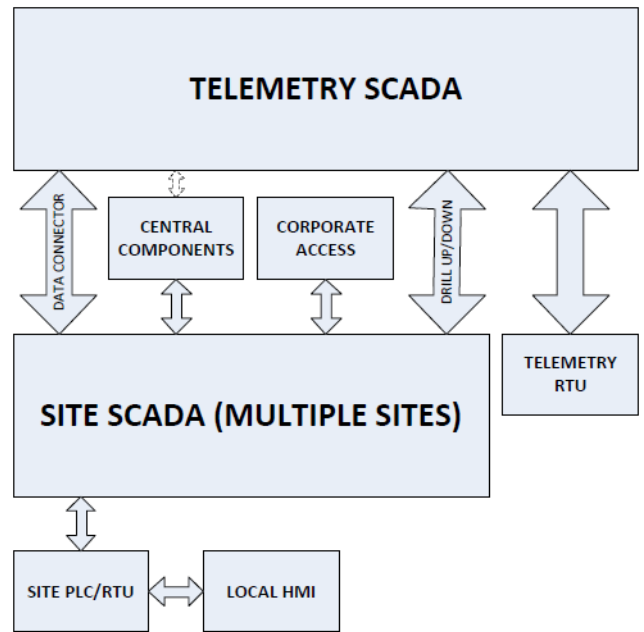 TELEMETRY SCADA
DATA CONNECTOR
CENTRAL
COMPONENTS
CORPORATE
ACCESS
DRILL UP/DOWN
TELEMETRY
RTU
SITE SCADA (MULTIPLE SITES)
SITE PLC/RTU
LOCAL HMI